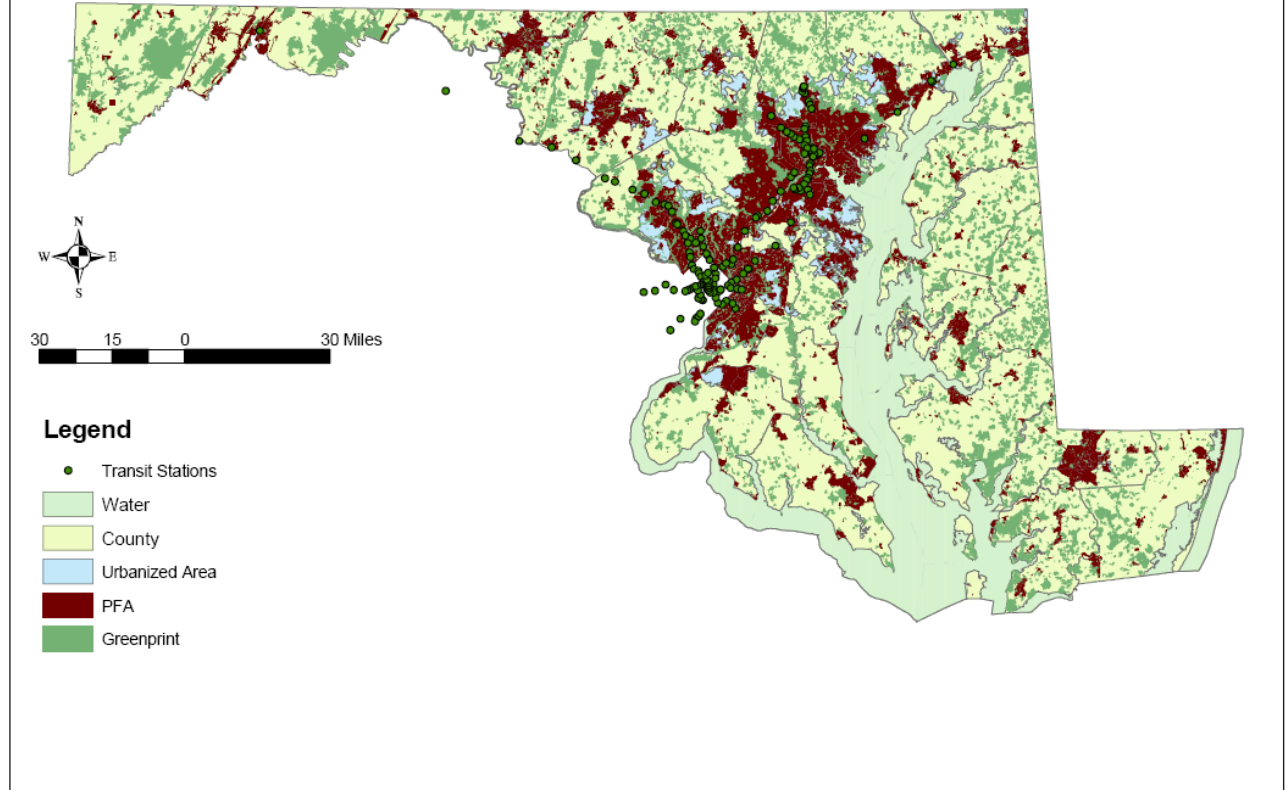 N
W E
S
30 15 0 30 Miles
Legend
Transit Stations
Water
County
Urbanized Area
PFA
Greenprint